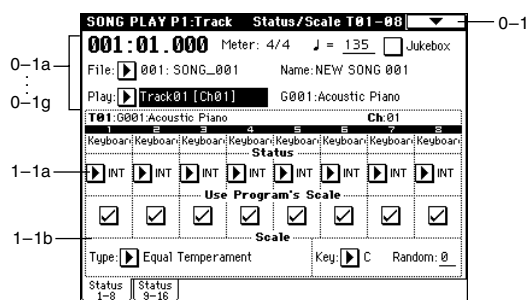 SONG PLAY P1:Track Status/Scale T01-08
0-1
001:01.000 Meter: 4/4 ♩ = 135 Jukebox
0-1a
File: 001: SONG_001 Name:NEW SONG 001
:
0-1g
Play: Track01 [Ch01] G001:Acoustic Piano
T01:G001:Acoustic Piano Ch:01
1 2 3 4 5 6 7 8
Keyboar Keyboar Keyboar Keyboar Keyboar Keyboar Keyboar Keyboar
Status
1-1a
INT INT INT INT INT INT INT INT
Use Program's Scale
1-1b
Scale
Type: Equal Temperament Key: C Random: 0
Status Status
1-8 9-16